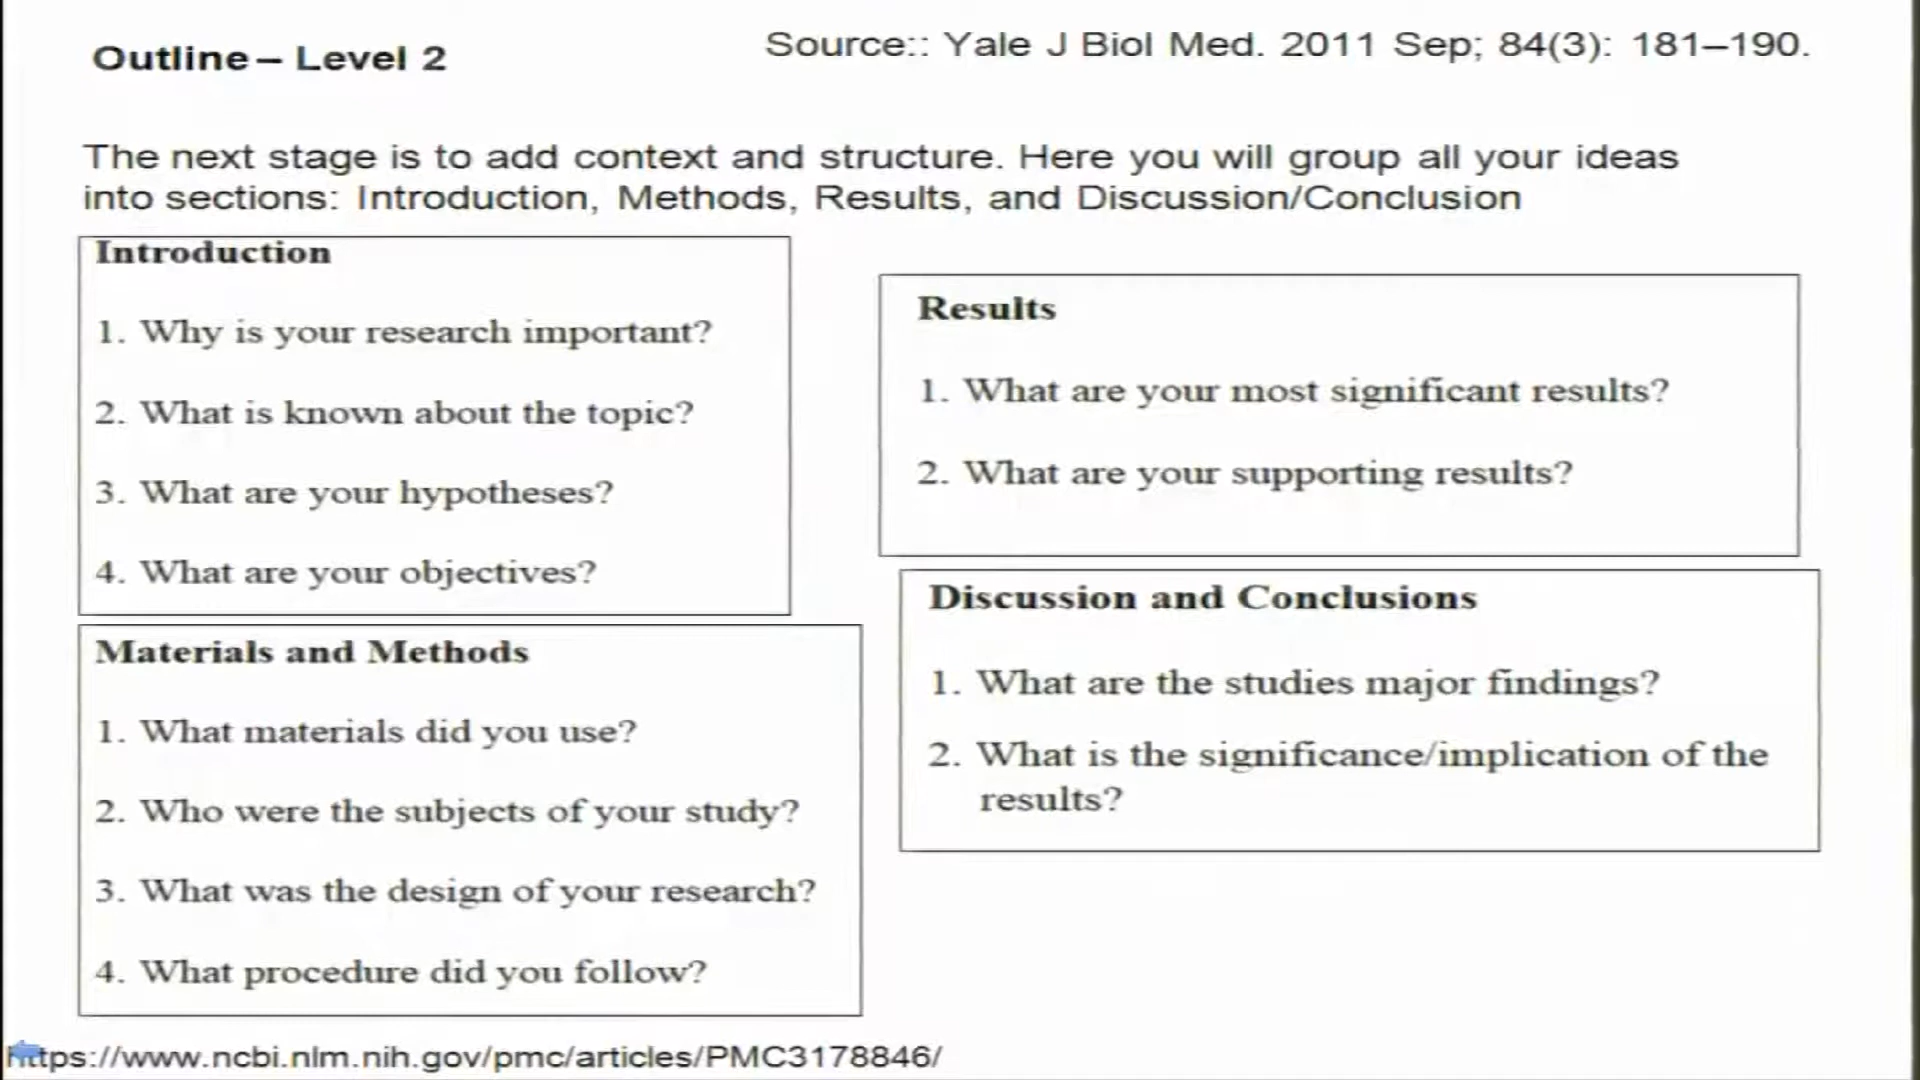 Outline – Level 2
Source:: Yale J Biol Med. 2011 Sep; 84(3): 181–190.
The next stage is to add context and structure. Here you will group all your ideas
into sections: Introduction, Methods, Results, and Discussion/Conclusion
Introduction
1. Why is your research important?
2. What is known about the topic?
3. What are your hypotheses?
4. What are your objectives?
Materials and Methods
1. What materials did you use?
2. Who were the subjects of your study?
3. What was the design of your research?
4. What procedure did you follow?
Results
1. What are your most significant results?
2. What are your supporting results?
Discussion and Conclusions
1. What are the studies major findings?
2. What is the significance/implication of the
results?
https://www.ncbi.nlm.nih.gov/pmc/articles/PMC3178846/